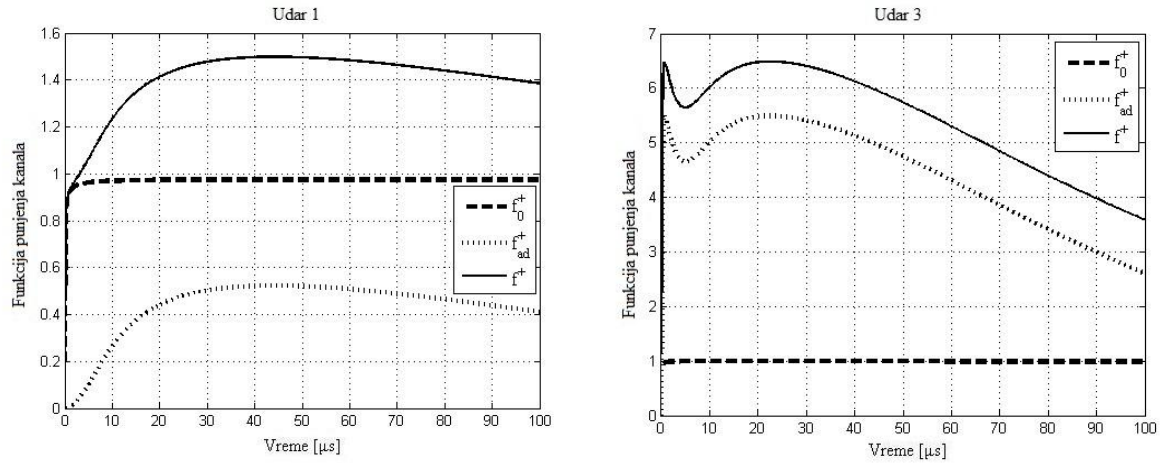 Udar 1
Funkcija punjenja kanala
1.6
1.4
1.2
1
0.8
0.6
0.4
0.2
0
0 10 20 30 40 50 60 70 80 90 100
Vreme [μs]
f₀⁺
f⁺ad
f⁺
Udar 3
Funkcija punjenja kanala
7
6
5
4
3
2
1
0
0 10 20 30 40 50 60 70 80 90 100
Vreme [μs]
f₀⁺
f⁺ad
f⁺